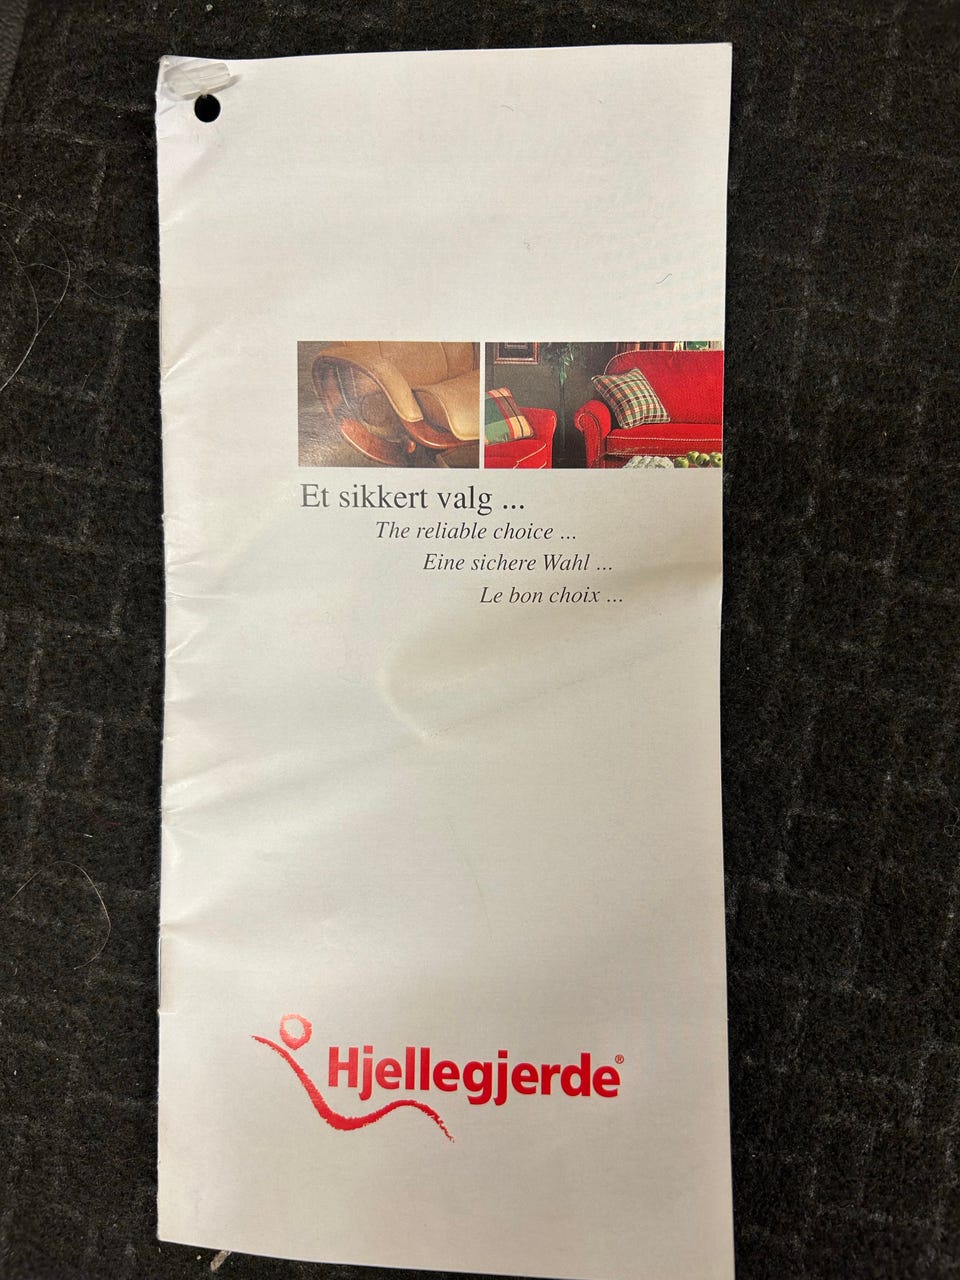 Et sikkert valg ...
The reliable choice ...
Eine sichere Wahl ...
Le bon choix ...
Hjellegjerde®